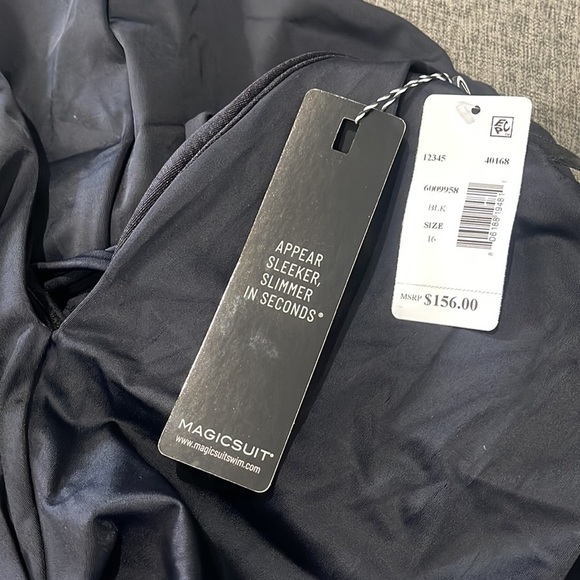 APPEAR
SLEEKER,
SLIMMER
IN SECONDS®
MAGICSUIT®
www.magicsuitswim.com
12345 40168
6009958
BLK
SIZE
16
MSRP $156.00